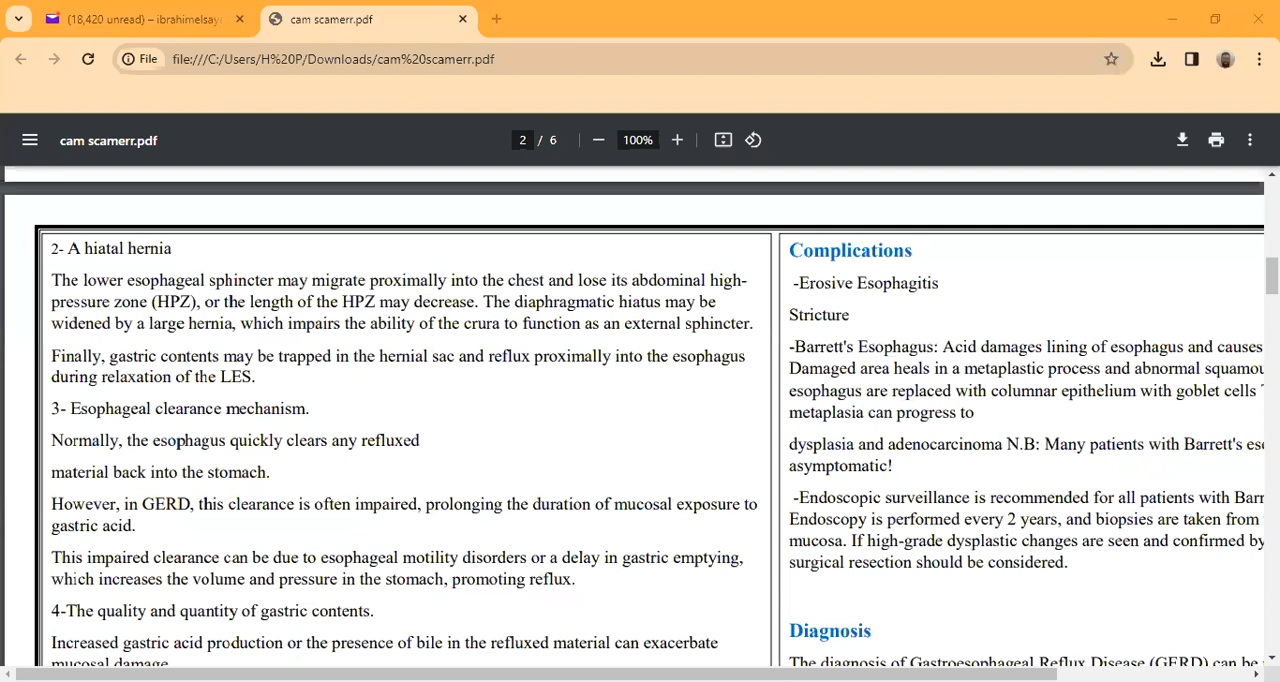 (18,420 unread) – ibrahimelsay
cam scamerr.pdf
File
file:///C:/Users/H%20P/Downloads/cam%20scamerr.pdf
cam scamerr.pdf
2 / 6
100%
2- A hiatal hernia
The lower esophageal sphincter may migrate proximally into the chest and lose its abdominal high-
pressure zone (HPZ), or the length of the HPZ may decrease. The diaphragmatic hiatus may be
widened by a large hernia, which impairs the ability of the crura to function as an external sphincter.
Finally, gastric contents may be trapped in the hernial sac and reflux proximally into the esophagus
during relaxation of the LES.
3- Esophageal clearance mechanism.
Normally, the esophagus quickly clears any refluxed
material back into the stomach.
However, in GERD, this clearance is often impaired, prolonging the duration of mucosal exposure to
gastric acid.
This impaired clearance can be due to esophageal motility disorders or a delay in gastric emptying,
which increases the volume and pressure in the stomach, promoting reflux.
4-The quality and quantity of gastric contents.
Increased gastric acid production or the presence of bile in the refluxed material can exacerbate
mucosal damage
Complications
-Erosive Esophagitis
Stricture
-Barrett's Esophagus: Acid damages lining of esophagus and causes
Damaged area heals in a metaplastic process and abnormal squamou
esophagus are replaced with columnar epithelium with goblet cells
metaplasia can progress to
dysplasia and adenocarcinoma N.B: Many patients with Barrett's eso
asymptomatic!
-Endoscopic surveillance is recommended for all patients with Barr
Endoscopy is performed every 2 years, and biopsies are taken from
mucosa. If high-grade dysplastic changes are seen and confirmed by
surgical resection should be considered.
Diagnosis
The diagnosis of Gastroesophageal Reflux Disease (GERD) can be